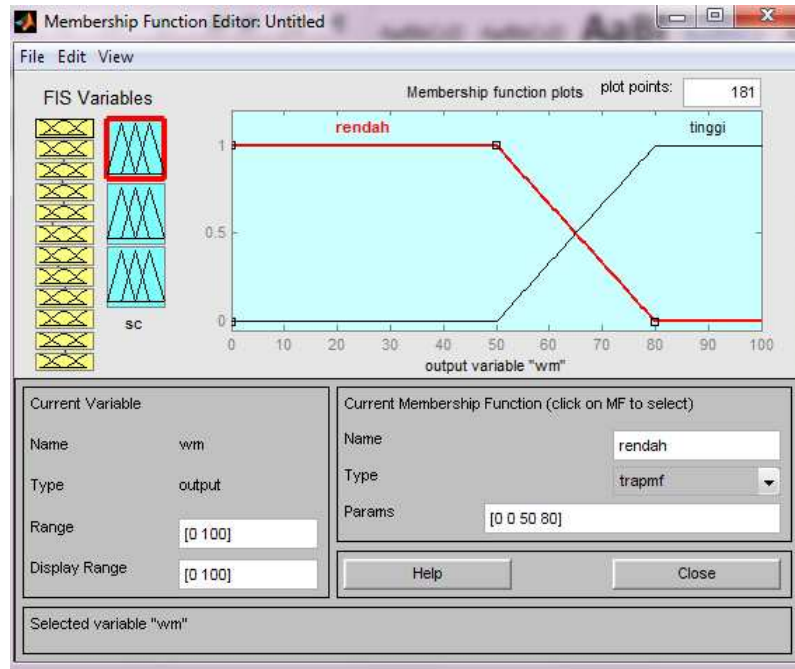 Membership Function Editor: Untitled
File Edit View
FIS Variables
Membership function plots
plot points:
181
rendah
tinggi
1
0.5
0
sc
0 10 20 30 40 50 60 70 80 90 100
output variable "wm"
Current Variable
Name wm
Type output
Range [0 100]
Display Range [0 100]
Current Membership Function (click on MF to select)
Name rendah
Type trapmf
Params [0 0 50 80]
Help Close
Selected variable "wm"